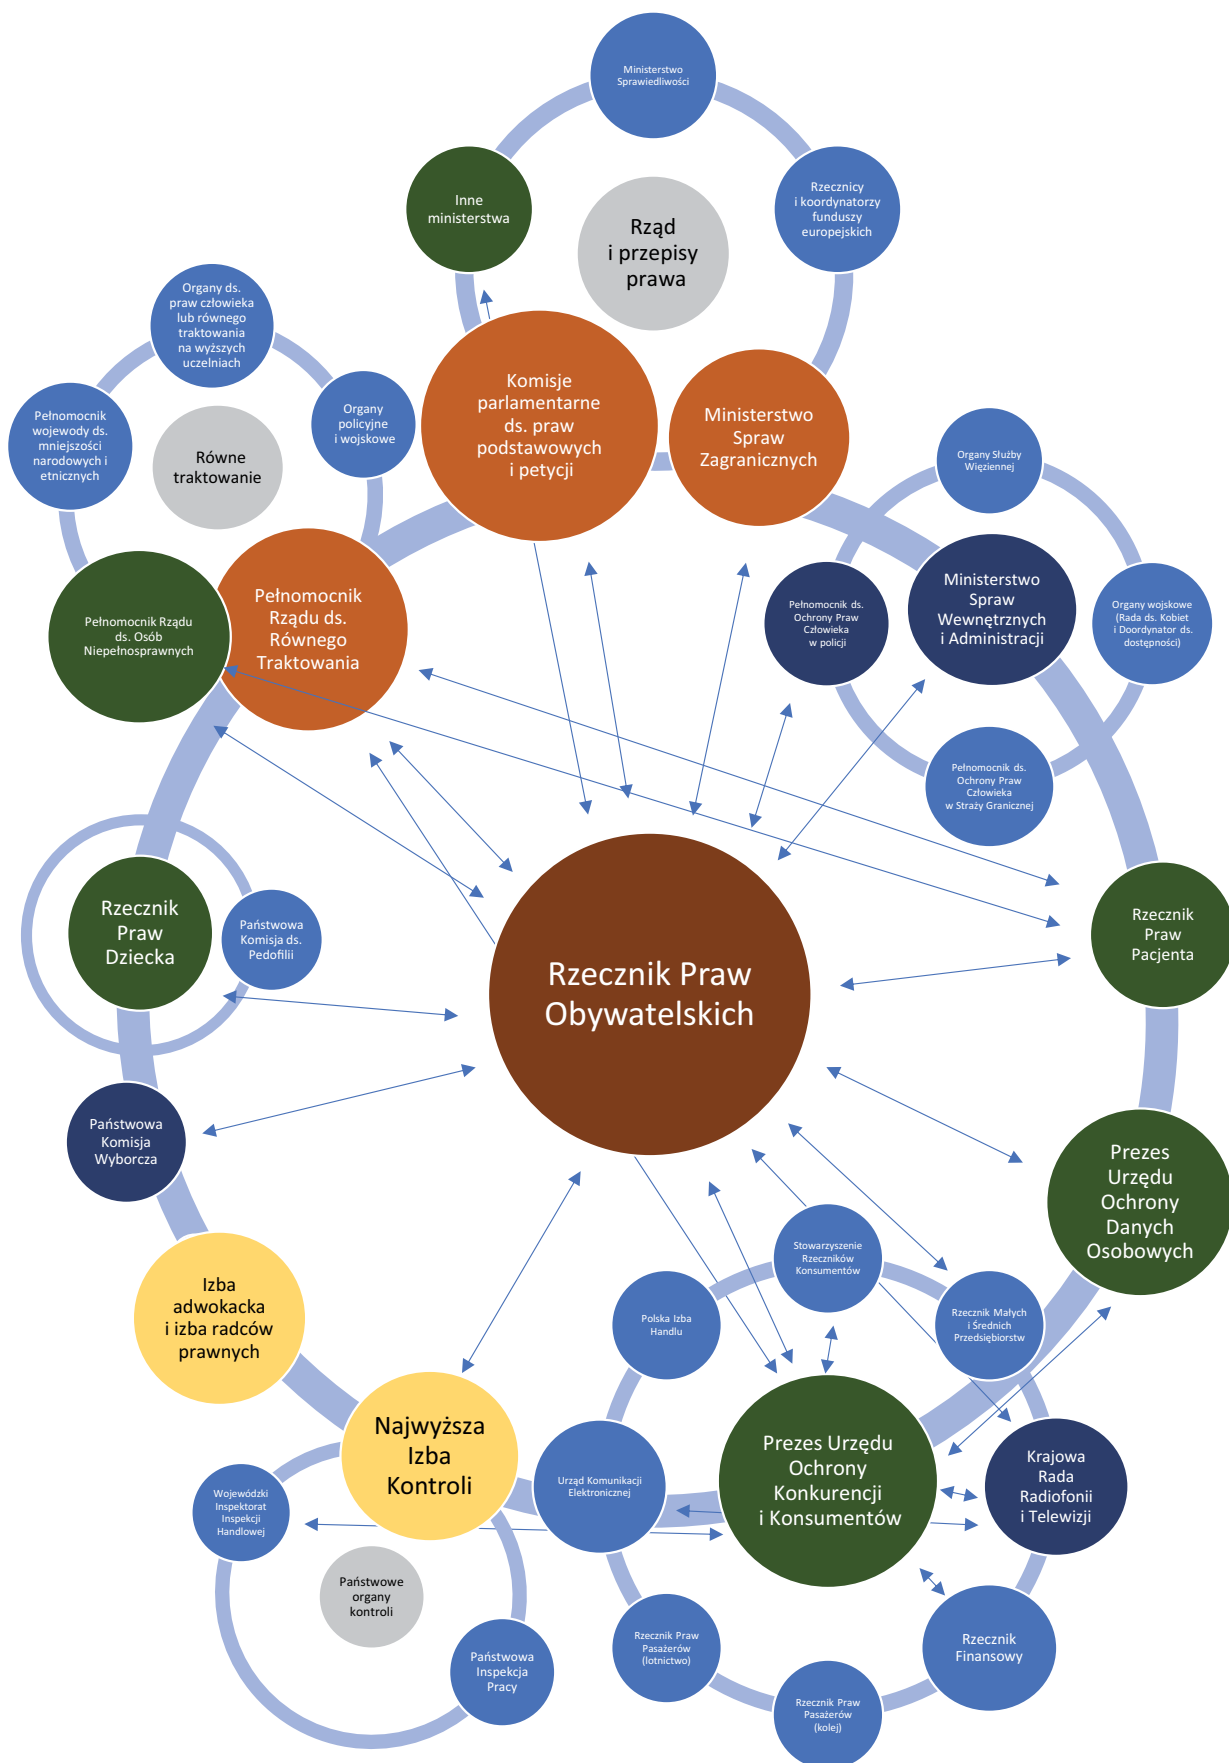 Ministerstwo
Sprawiedliwości
Inne
ministerstwa
Rzecznicy
i koordynatorzy
funduszy
europejskich
Rząd
i przepisy
prawa
Organy ds.
praw człowieka
lub równego
traktowania
na wyższych
uczelniach
Komisje
parlamentarne
ds. praw
podstawowych
i petycji
Ministerstwo
Spraw
Zagranicznych
Pełnomocnik
wojewody ds.
mniejszości
narodowych i
etnicznych
Równe
traktowanie
Organy
policyjne
i wojskowe
Organy Służby
Więziennej
Pełnomocnik Rządu
ds. Osób
Niepełnosprawnych
Pełnomocnik
Rządu ds.
Równego
Traktowania
Pełnomocnik ds.
Ochrony Praw
Człowieka
w policji
Ministerstwo
Spraw
Wewnętrznych
i Administracji
Organy wojskowe
(Rada ds. Kobiet
i Doordynator ds.
dostępności)
Pełnomocnik ds.
Ochrony Praw
Człowieka
w Straży Granicznej
Rzecznik
Praw
Dziecka
Państwowa
Komisja ds.
Pedofilii
Rzecznik Praw
Obywatelskich
Rzecznik
Praw
Pacjenta
Państwowa
Komisja
Wyborcza
Prezes
Urzędu
Ochrony
Danych
Osobowych
Izba
adwokacka
i izba radców
prawnych
Stowarzyszenie
Rzeczników
Konsumentów
Polska Izba
Handlu
Rzecznik Małych
i Średnich
Przedsiębiorstw
Najwyższa
Izba
Kontroli
Urząd Komunikacji
Elektronicznej
Prezes Urzędu
Ochrony
Konkurencji
i Konsumentów
Krajowa
Rada
Radiofonii
i Telewizji
Wojewódzki
Inspektorat
Inspekcji
Handlowej
Państwowe
organy
kontroli
Państwowa
Inspekcja
Pracy
Rzecznik Praw
Pasażerów
(lotnictwo)
Rzecznik Praw
Pasażerów
(kolej)
Rzecznik
Finansowy